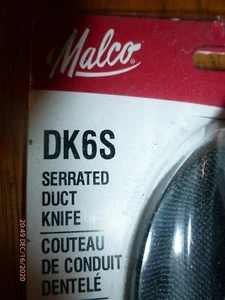 Malco
DK6S
SERRATED
DUCT
KNIFE
COUTEAU
DE CONDUIT
DENTELÉ
20:49 DEC/16/2020